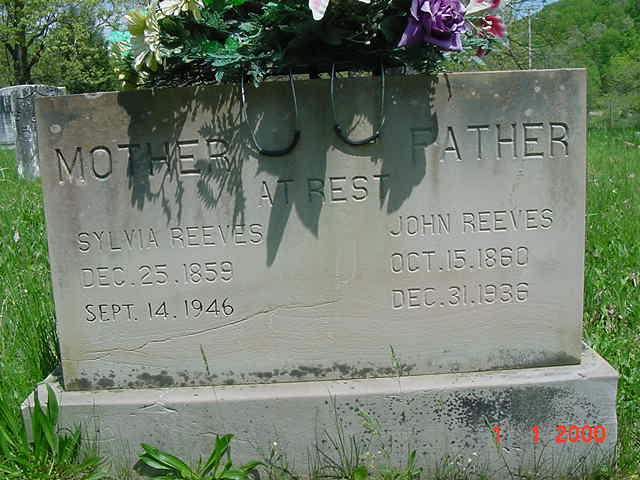 MOTHER
FATHER
AT REST
SYLVIA REEVES
DEC. 25. 1859
SEPT. 14. 1946
JOHN REEVES
OCT. 15. 1860
DEC. 31. 1936
1 1 2000